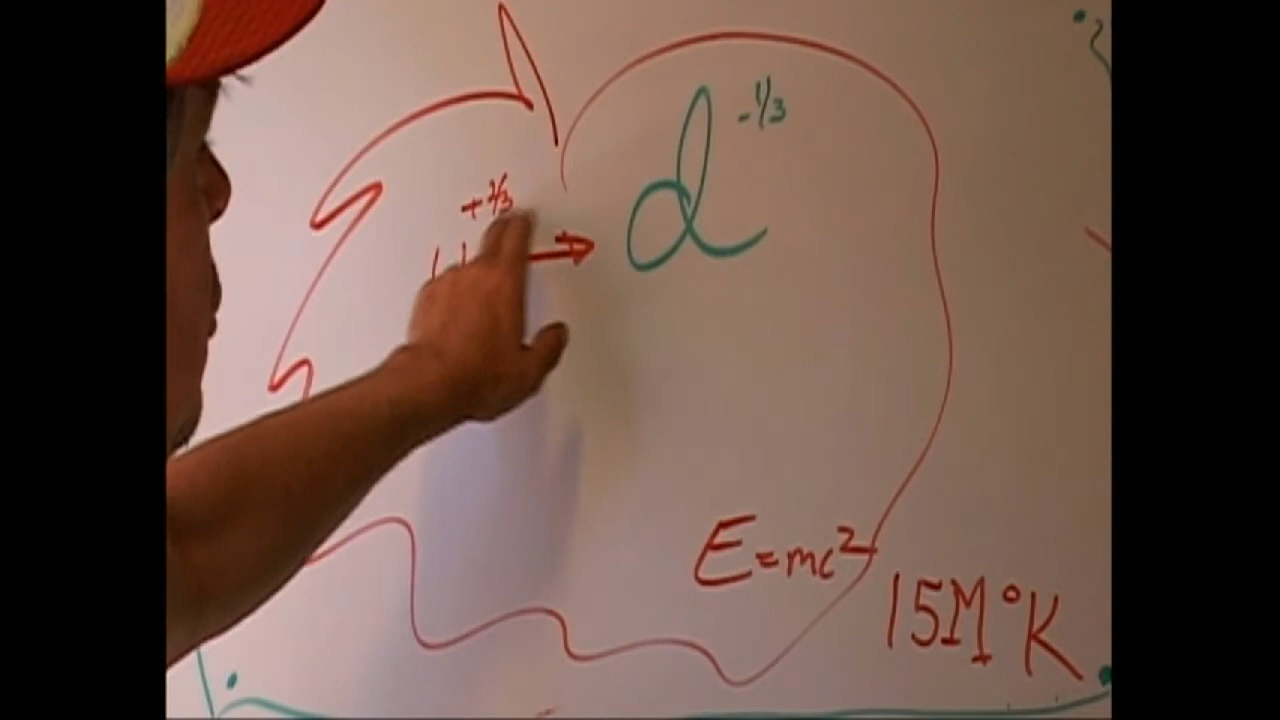 -1/3
+2/3
→ d
E=mc²
15M°K